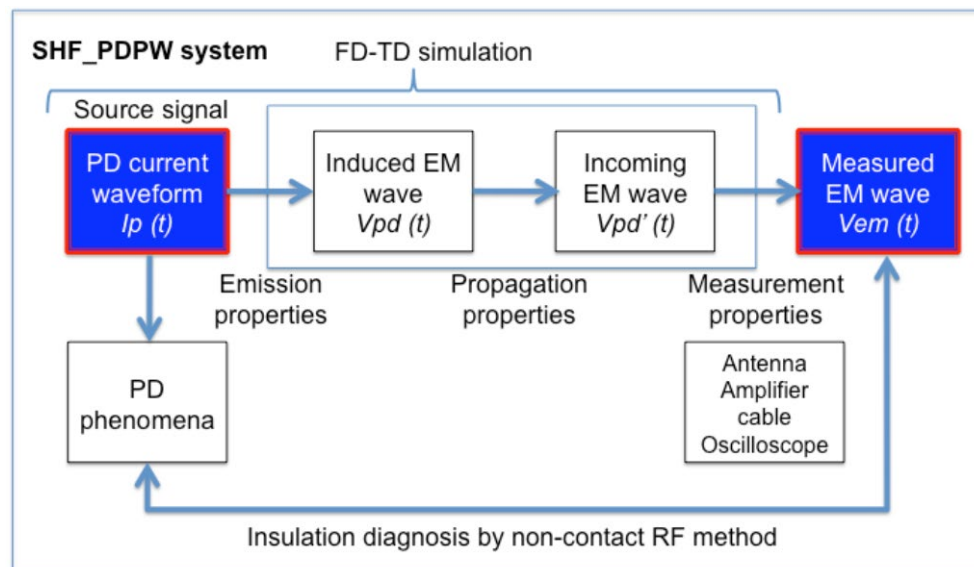 SHF_PDPW system
FD-TD simulation
Source signal
PD current
waveform
Ip (t)
Induced EM
wave
Vpd (t)
Incoming
EM wave
Vpd’ (t)
Measured
EM wave
Vem (t)
Emission
properties
Propagation
properties
Measurement
properties
PD
phenomena
Antenna
Amplifier
cable
Oscilloscope
Insulation diagnosis by non-contact RF method